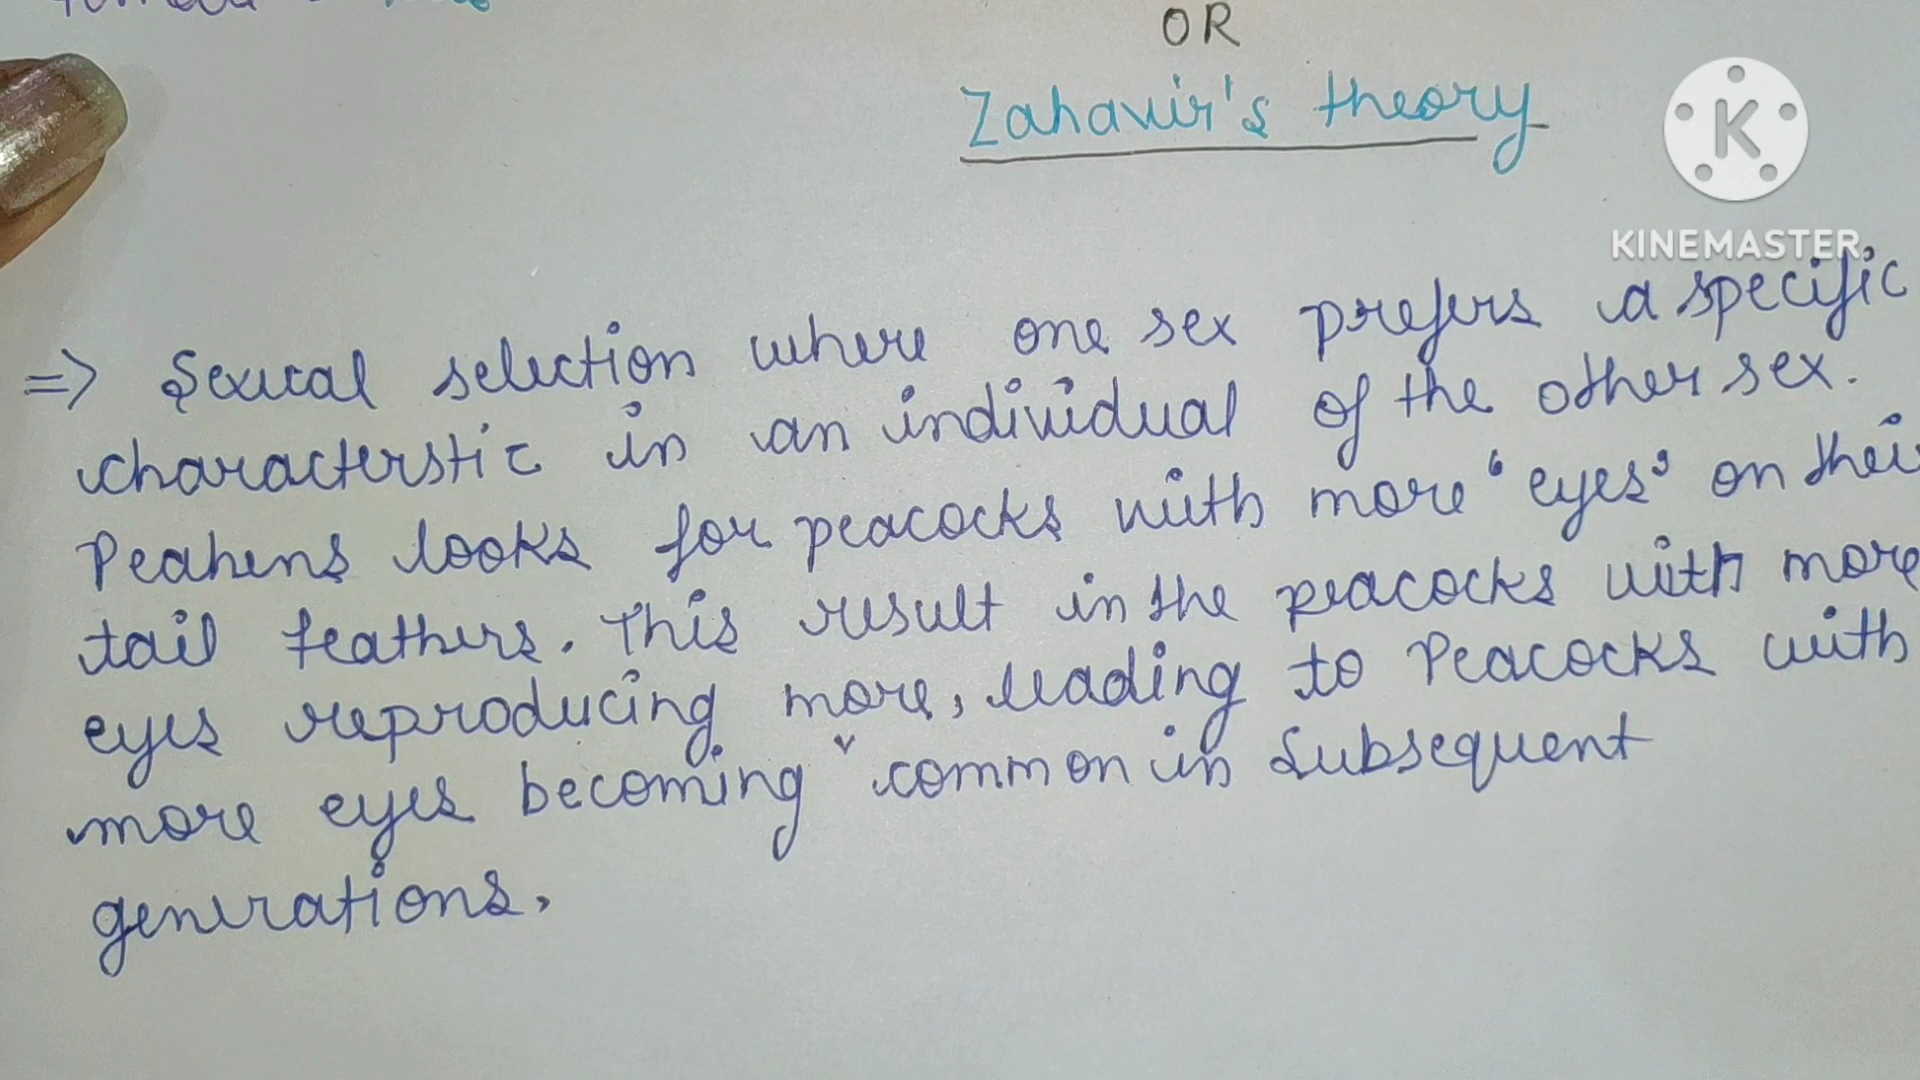 OR
Zahavir's theory
KINEMASTER
=> Sexual selection where one sex prefers a specific
characterstic in an individual of the other sex.
Peahens looks for peacocks with more 'eyes' on their
tail feathers. This result in the peacocks with more
eyes reproducing more, leading to Peacocks with
more eyes becoming common in Subsequent
generations.